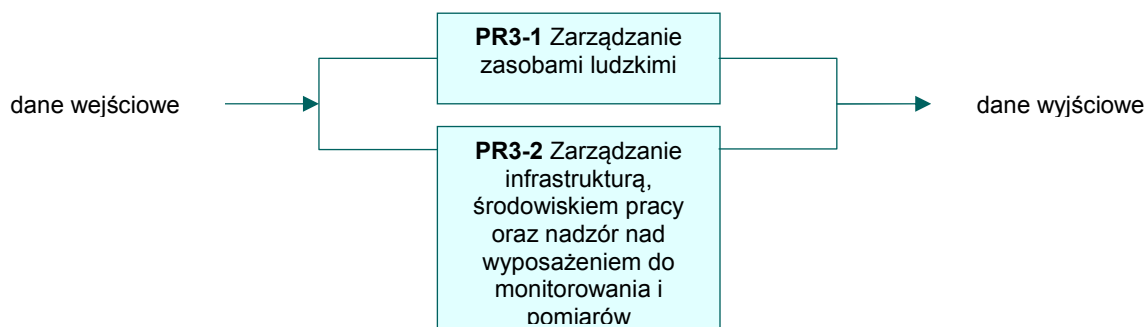 PR3-1 Zarządzanie
zasobami ludzkimi
dane wejściowe
dane wyjściowe
PR3-2 Zarządzanie
infrastrukturą,
środowiskiem pracy
oraz nadzór nad
wyposażeniem do
monitorowania i
pomiarów